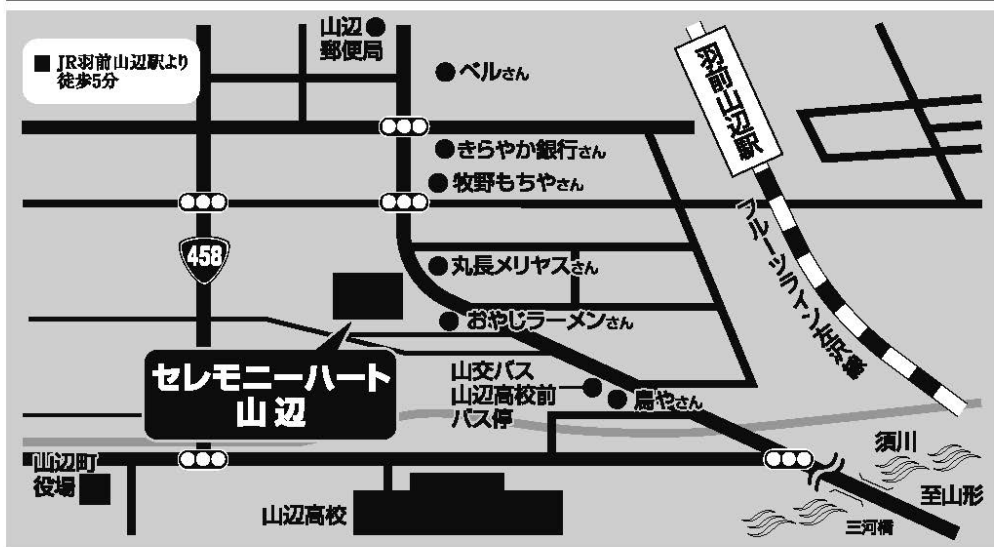 山辺
郵便局
■ JR羽前山辺駅より
徒歩5分
ベルさん
羽前山辺駅
きらやか銀行さん
牧野もちやさん
フルーツライン左沢線
458
丸長メリヤスさん
おやじラーメンさん
セレモニーハート
山辺
山交バス
山辺高校前
バス停
鳥やさん
須川
山辺町
役場
至山形
山辺高校
三河橋